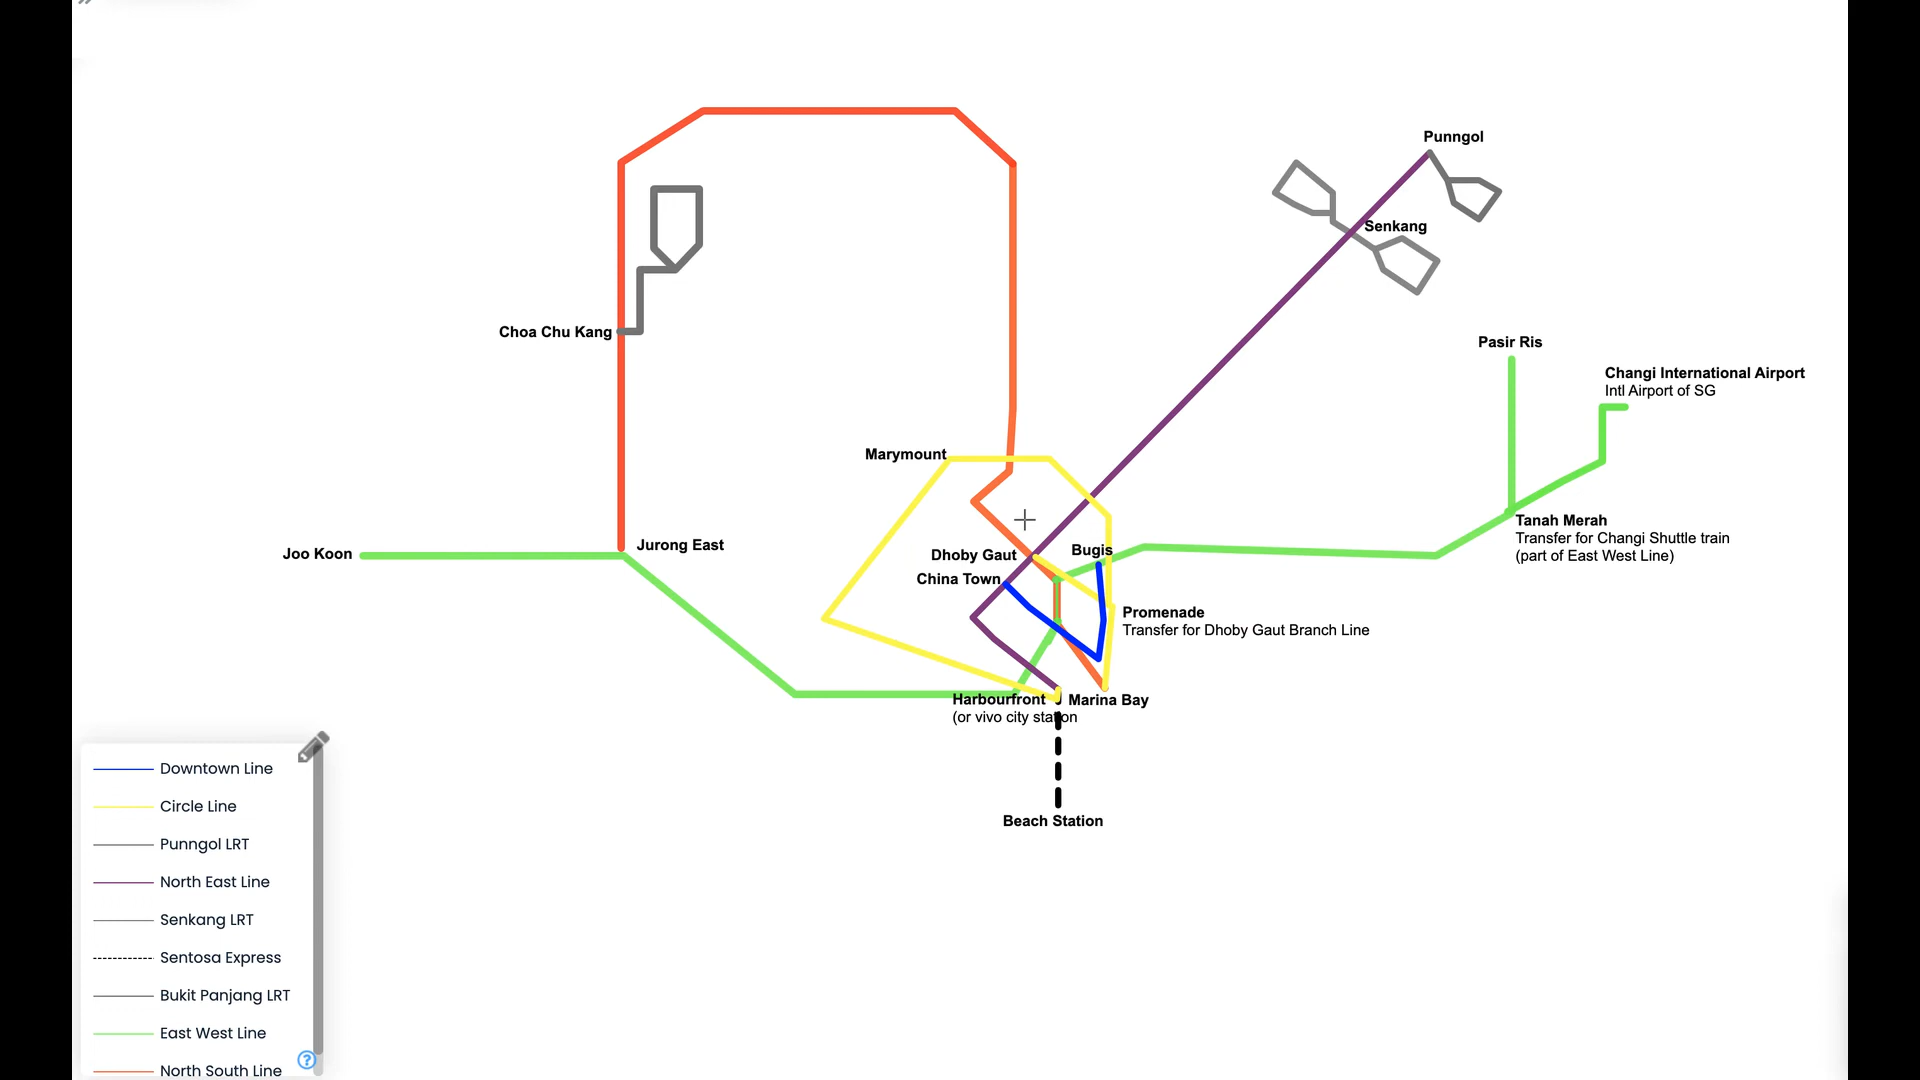 Punngol
Senkang
Choa Chu Kang
Pasir Ris
Changi International Airport
Intl Airport of SG
Marymount
Tanah Merah
Transfer for Changi Shuttle train
(part of East West Line)
Joo Koon
Jurong East
Dhoby Gaut
Bugis
China Town
Promenade
Transfer for Dhoby Gaut Branch Line
Harbourfront
(or vivo city station
Marina Bay
Beach Station
Downtown Line
Circle Line
Punngol LRT
North East Line
Senkang LRT
Sentosa Express
Bukit Panjang LRT
East West Line
North South Line
?